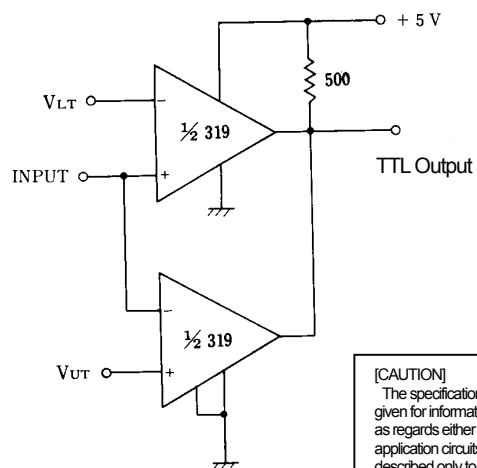 + 5 V
500
VLT
−
½ 319
TTL Output
INPUT
+
−
½ 319
VUT
+
[CAUTION]
The specification
given for informat
as regards either
application circuits
described only to